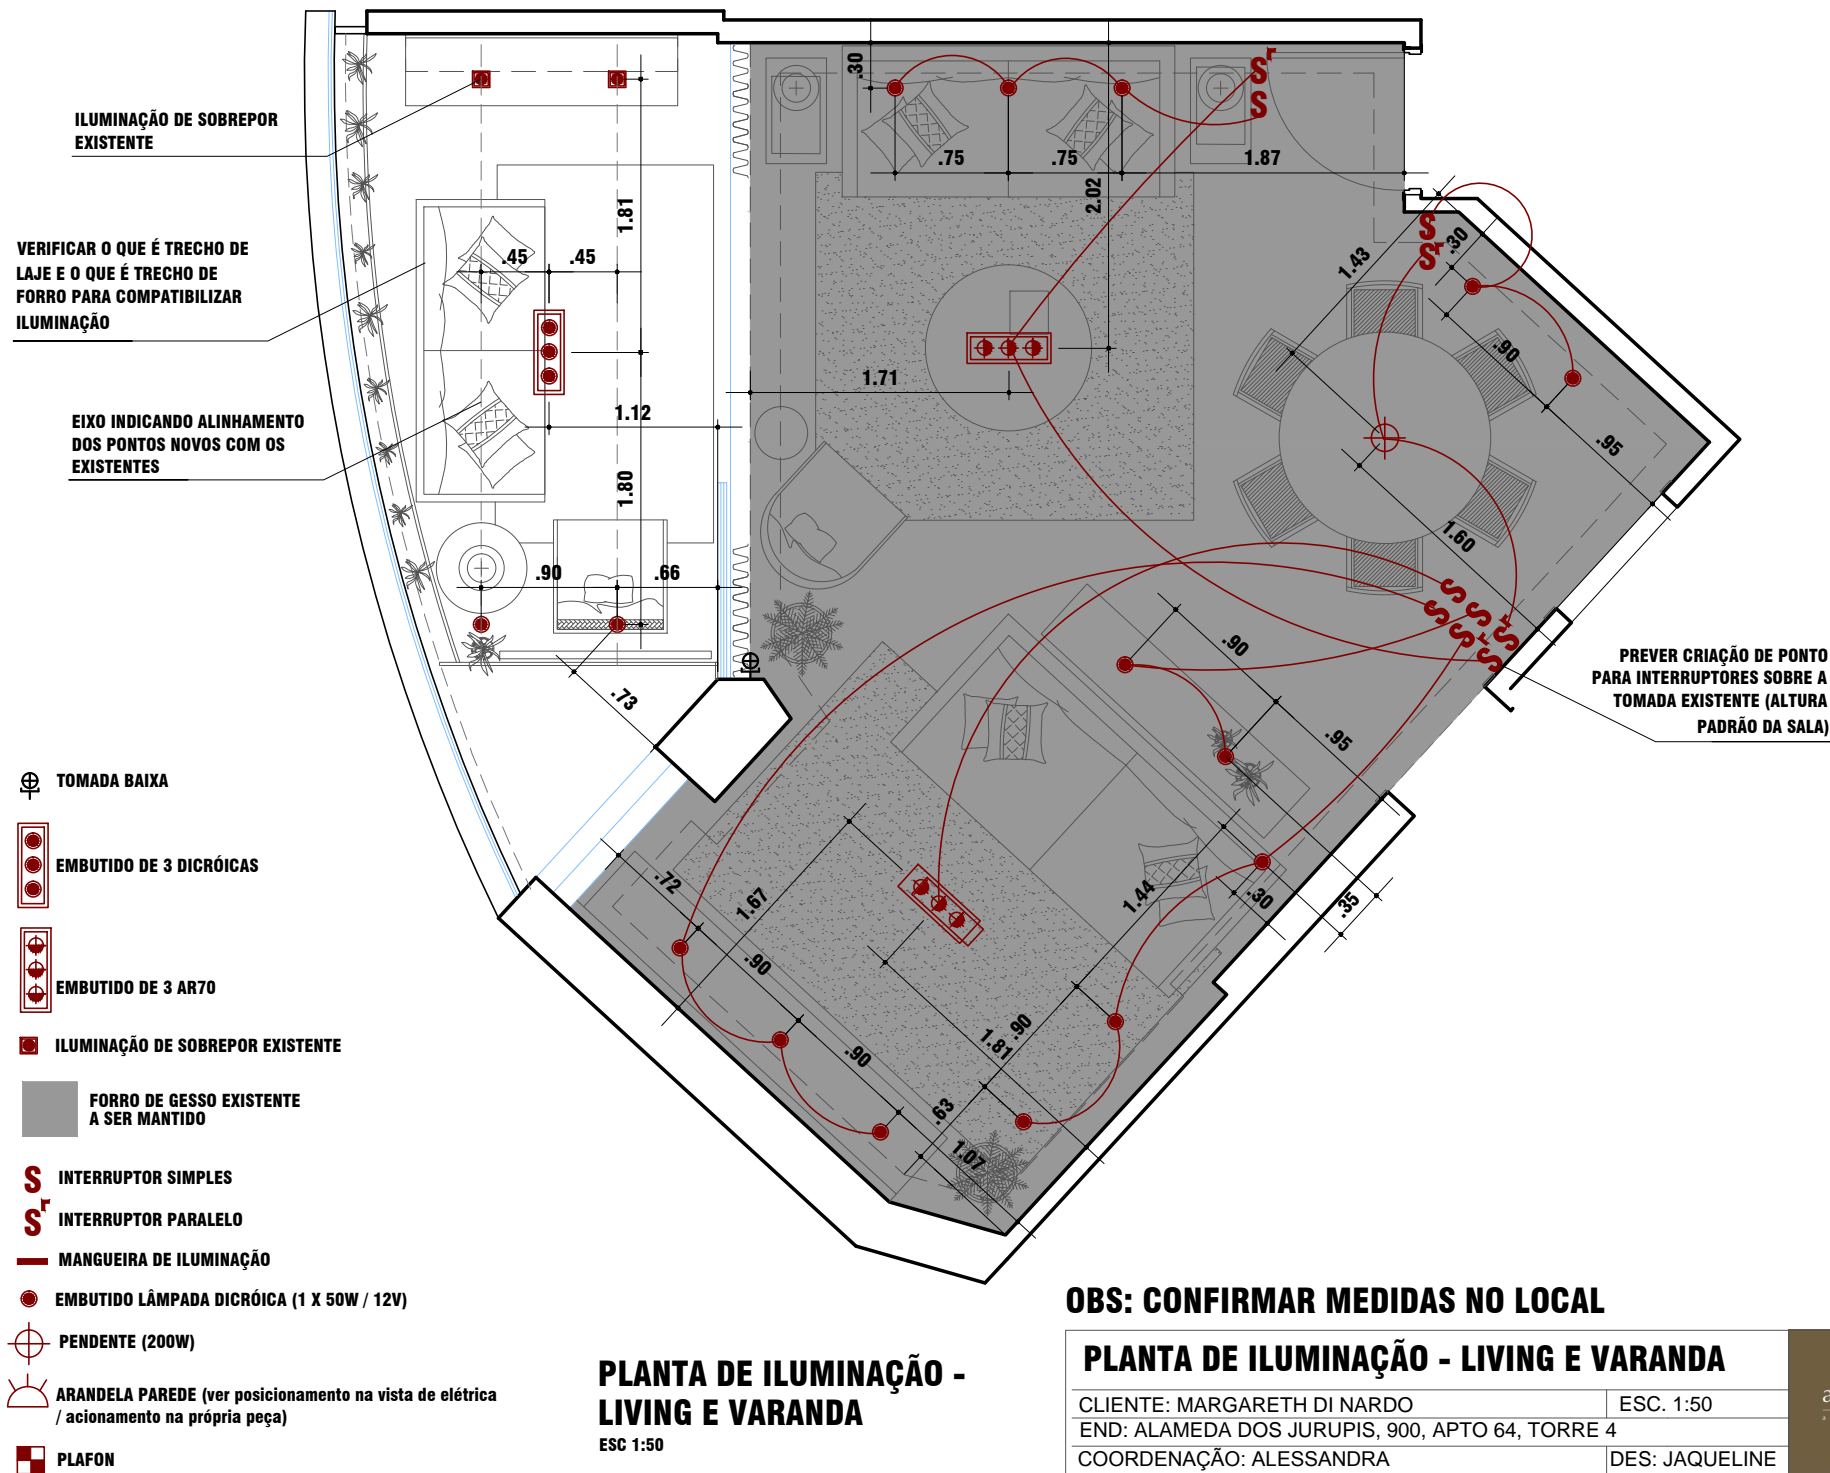 ILUMINAÇÃO DE SOBREPOR
EXISTENTE
VERIFICAR O QUE É TRECHO DE
LAJE E O QUE É TRECHO DE
FORRO PARA COMPATIBILIZAR
ILUMINAÇÃO
EIXO INDICANDO ALINHAMENTO
DOS PONTOS NOVOS COM OS
EXISTENTES
.45
.45
1.81
1.12
1.80
.90
.66
.73
.30
.75
.75
1.87
2.02
1.71
Sr
S
S
Sr
.30
1.43
.90
.95
1.60
S
S
S
S
Sr
Sr
.90
.95
.35
.30
1.44
.72
1.67
.90
.90
.90
1.81
.63
1.07
PREVER CRIAÇÃO DE PONTO
PARA INTERRUPTORES SOBRE A
TOMADA EXISTENTE (ALTURA
PADRÃO DA SALA)
TOMADA BAIXA
EMBUTIDO DE 3 DICRÓICAS
EMBUTIDO DE 3 AR70
ILUMINAÇÃO DE SOBREPOR EXISTENTE
FORRO DE GESSO EXISTENTE
A SER MANTIDO
S INTERRUPTOR SIMPLES
Sr INTERRUPTOR PARALELO
MANGUEIRA DE ILUMINAÇÃO
EMBUTIDO LÂMPADA DICRÓICA (1 X 50W / 12V)
PENDENTE (200W)
ARANDELA PAREDE (ver posicionamento na vista de elétrica
/ acionamento na própria peça)
PLAFON
PLANTA DE ILUMINAÇÃO -
LIVING E VARANDA
ESC 1:50
OBS: CONFIRMAR MEDIDAS NO LOCAL
PLANTA DE ILUMINAÇÃO - LIVING E VARANDA
CLIENTE: MARGARETH DI NARDO ESC. 1:50
END: ALAMEDA DOS JURUPIS, 900, APTO 64, TORRE 4
COORDENAÇÃO: ALESSANDRA DES: JAQUELINE